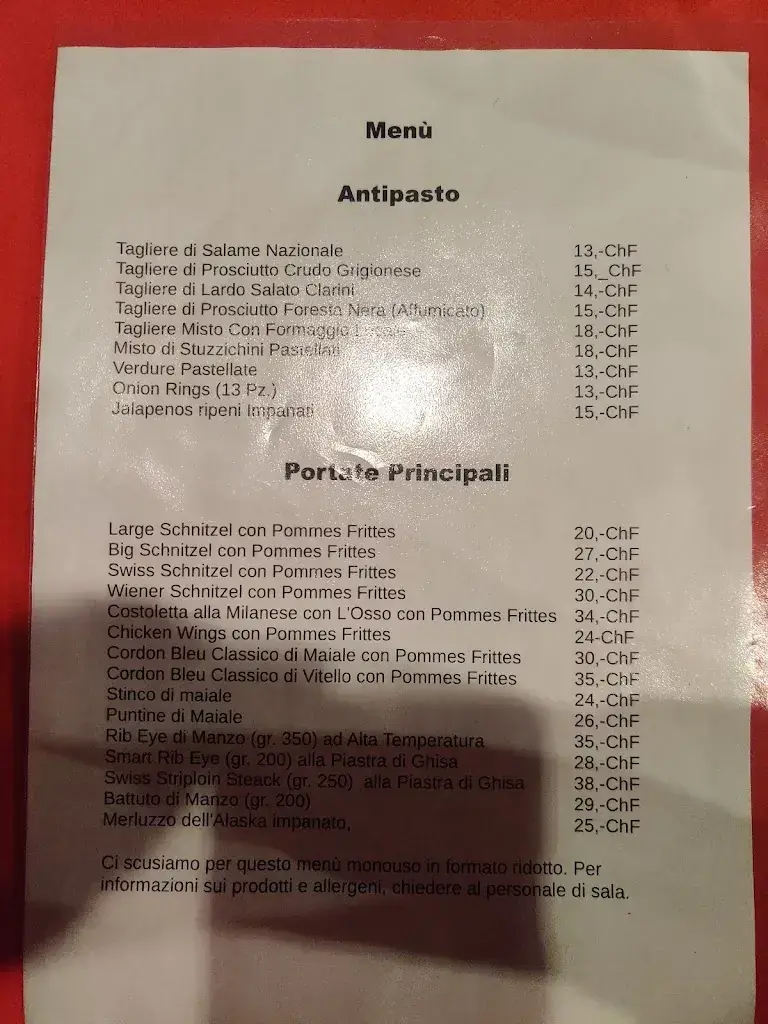 Menù
Antipasto
Tagliere di Salame Nazionale 13,-ChF
Tagliere di Prosciutto Crudo Grigionese 15,_ChF
Tagliere di Lardo Salato Clarini 14,-ChF
Tagliere di Prosciutto Foresta Nera (Affumicato) 15,-ChF
Tagliere Misto Con Formaggio 18,-ChF
Misto di Stuzzichini Pastellati 18,-ChF
Verdure Pastellate 13,-ChF
Onion Rings (13 Pz.) 13,-ChF
Jalapenos ripeni Impanati 15,-ChF
Portate Principali
Large Schnitzel con Pommes Frittes 20,-ChF
Big Schnitzel con Pommes Frittes 27,-ChF
Swiss Schnitzel con Pommes Frittes 22,-ChF
Wiener Schnitzel con Pommes Frittes 30,-ChF
Costoletta alla Milanese con L'Osso con Pommes Frittes 34,-ChF
Chicken Wings con Pommes Frittes 24-ChF
Cordon Bleu Classico di Maiale con Pommes Frittes 30,-ChF
Cordon Bleu Classico di Vitello con Pommes Frittes 35,-ChF
Stinco di maiale 24,-ChF
Puntine di Maiale 26,-ChF
Rib Eye di Manzo (gr. 350) ad Alta Temperatura 35,-ChF
Smart Rib Eye (gr. 200) alla Piastra di Ghisa 28,-ChF
Swiss Striploin Steack (gr. 250) alla Piastra di Ghisa 38,-ChF
Battuto di Manzo (gr. 200) 29,-ChF
Merluzzo dell'Alaska impanato, 25,-ChF
Ci scusiamo per questo menù monouso in formato ridotto. Per
informazioni sui prodotti e allergeni, chiedere al personale di sala.